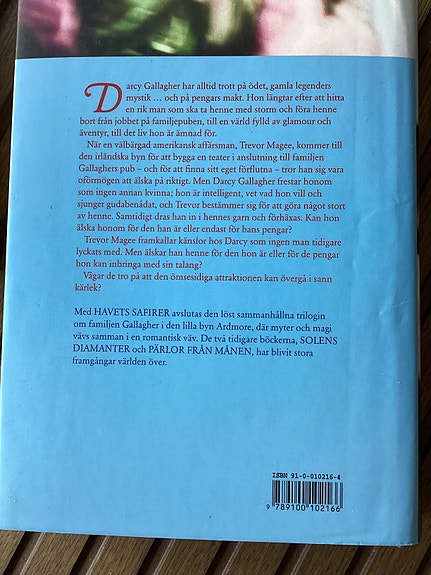 Darcy Gallagher har alltid trott på ödet, gamla legenders
mystik ... och på pengars makt. Hon längtar efter att hitta
en rik man som ska ta henne med storm och föra henne
bort från jobbet på familjepuben, till en värld fylld av glamour och
äventyr, till det liv hon är ämnad för.
När en välbärgad amerikansk affärsman, Trevor Magee, kommer till
den irländska byn för att bygga en teater i anslutning till familjen
Gallaghers pub – och för att finna sitt eget förflutna – tror han sig vara
oförmögen att älska på riktigt. Men Darcy Gallagher frestar honom
som ingen annan kvinna; hon är intelligent, vet vad hon vill och
sjunger gudabenådat, och Trevor bestämmer sig för att göra något stort
av henne. Samtidigt dras han in i hennes garn och förhäxas. Kan hon
älska honom för den han är eller endast för hans pengar?
Trevor Magee framkallar känslor hos Darcy som ingen man tidigare
lyckats med. Men älskar han henne för den hon är eller för de pengar
hon kan inbringa med sin talang?
Vågar de tro på att den ömsesidiga attraktionen kan övergå i sann
kärlek?
Med HAVETS SAFIRER avslutas den löst sammanhållna trilogin
om familjen Gallagher i den lilla byn Ardmore, där myter och magi
vävs samman i en romantisk väv. De två tidigare böckerna, SOLENS
DIAMANTER och PÄRLOR FRÅN MÅNEN, har blivit stora
framgångar världen över.
ISBN 91-0-010216-4
9 789100 102166